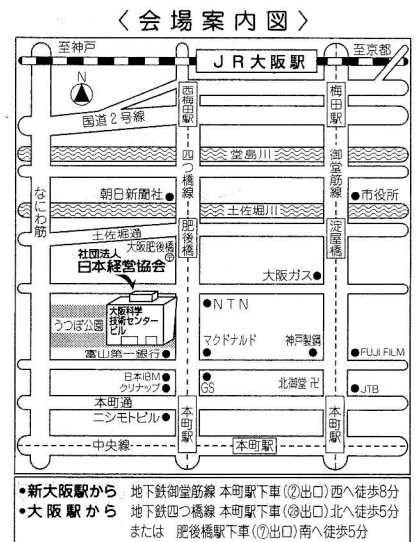 〈会場案内図〉
至神戸
JR大阪駅
至京都
N
国道2号線
西梅田駅
梅田駅
四つ橋線
御堂筋線
堂島川
なにわ筋
朝日新聞社
市役所
土佐堀川
土佐堀通
肥後橋
淀屋橋
大阪肥後橋〒
社団法人
日本経営協会
大阪ガス
うつぼ公園
大阪科学
技術センター
ビル
NTN
マクドナルド
神戸製鋼
富山第一銀行
FUJI FILM
日本IBM
クリナップ
GS
北御堂 卍
JTB
本町通
ニシモトビル
本町駅
本町駅
中央線
本町駅
●新大阪駅から 地下鉄御堂筋線 本町駅下車(②出口)西へ徒歩8分
●大阪駅から 地下鉄四つ橋線 本町駅下車(㉘出口)北へ徒歩5分
または 肥後橋駅下車(⑦出口)南へ徒歩5分